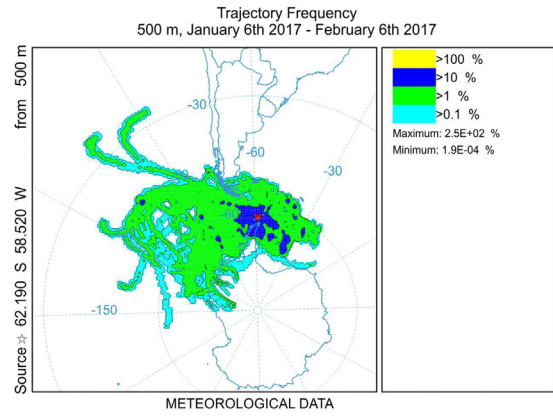 Trajectory Frequency
500 m, January 6th 2017 - February 6th 2017
Source ☆ 62.190 S 58.520 W from 500 m
>100 %
>10 %
>1 %
>0.1 %
Maximum: 2.5E+02 %
Minimum: 1.9E-04 %
-30
-60
-30
-60
-150
METEOROLOGICAL DATA